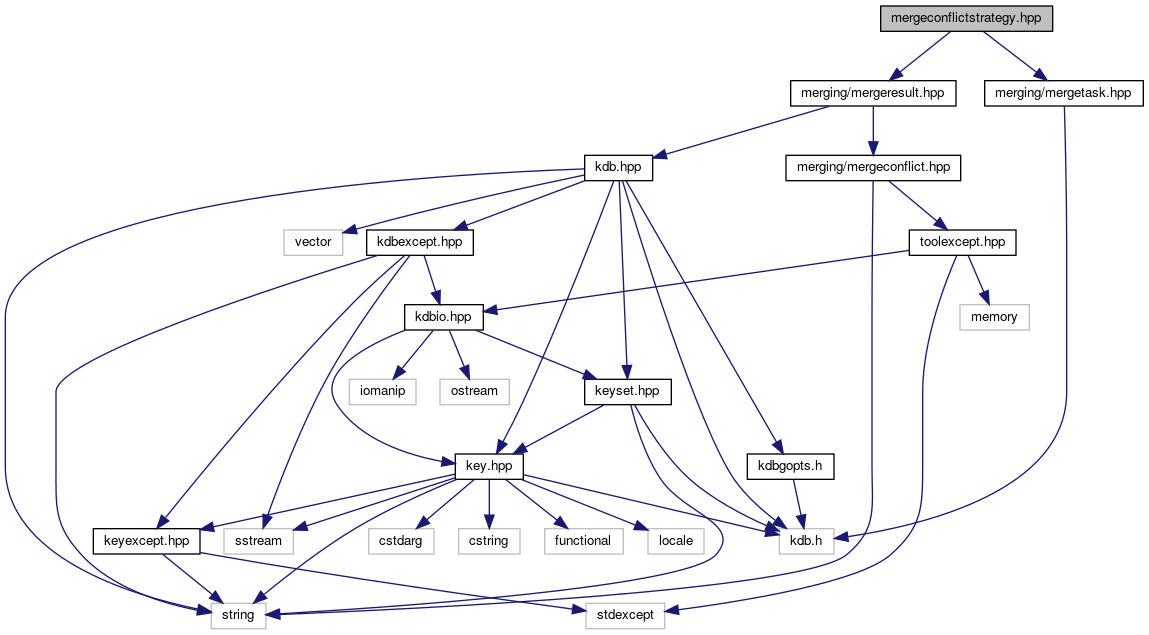 mergeconflictstrategy.hpp
merging/mergeresult.hpp
merging/mergetask.hpp
kdb.hpp
merging/mergeconflict.hpp
vector
kdbexcept.hpp
toolexcept.hpp
kdbio.hpp
memory
iomanip
ostream
keyset.hpp
key.hpp
kdbgopts.h
keyexcept.hpp
sstream
cstdarg
cstring
functional
locale
kdb.h
string
stdexcept